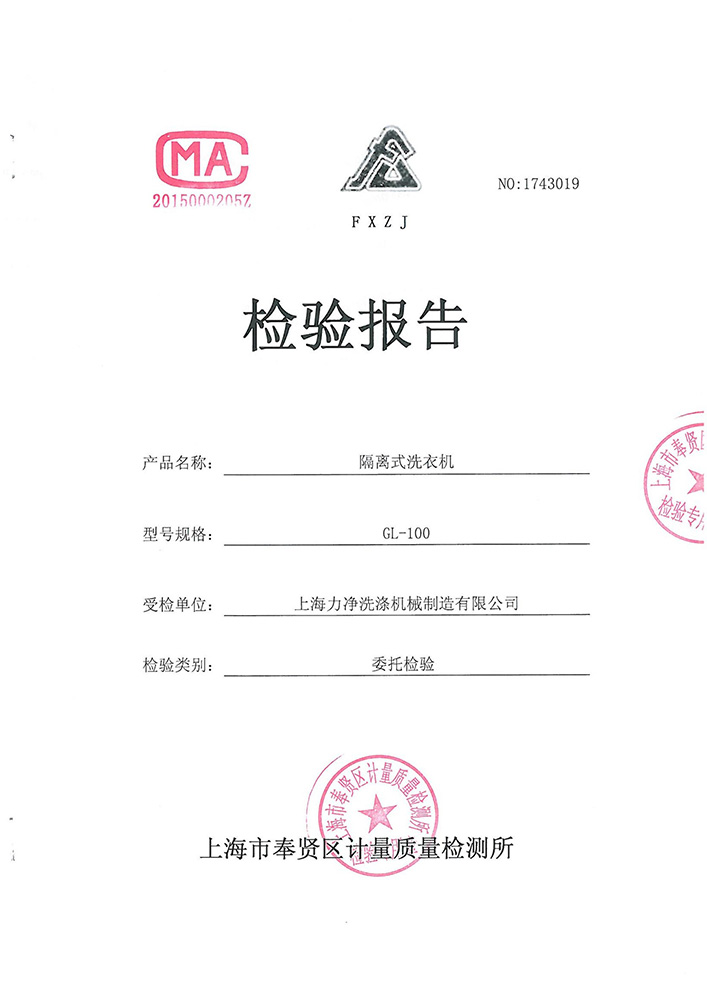 MA
2015000205Z
FXZJ
NO:1743019
检验报告
产品名称: 隔离式洗衣机
型号规格: GL-100
受检单位: 上海力净洗涤机械制造有限公司
检验类别: 委托检验
上海市奉贤区
检验专用
上海市奉贤区计量质量检测所
上海市奉贤区计量质量检测所